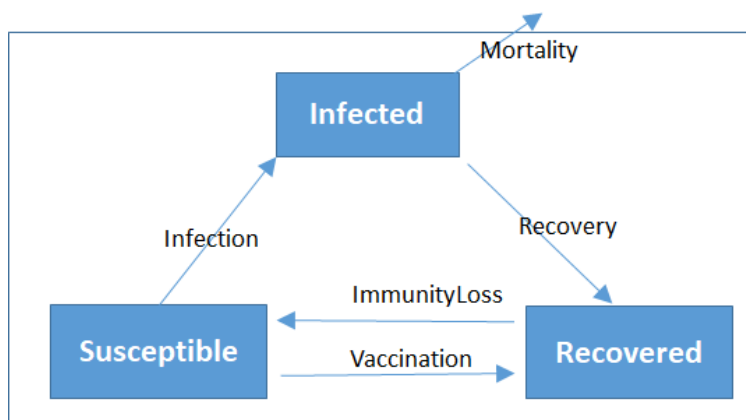 Mortality
Infected
Infection
Recovery
ImmunityLoss
Susceptible
Vaccination
Recovered